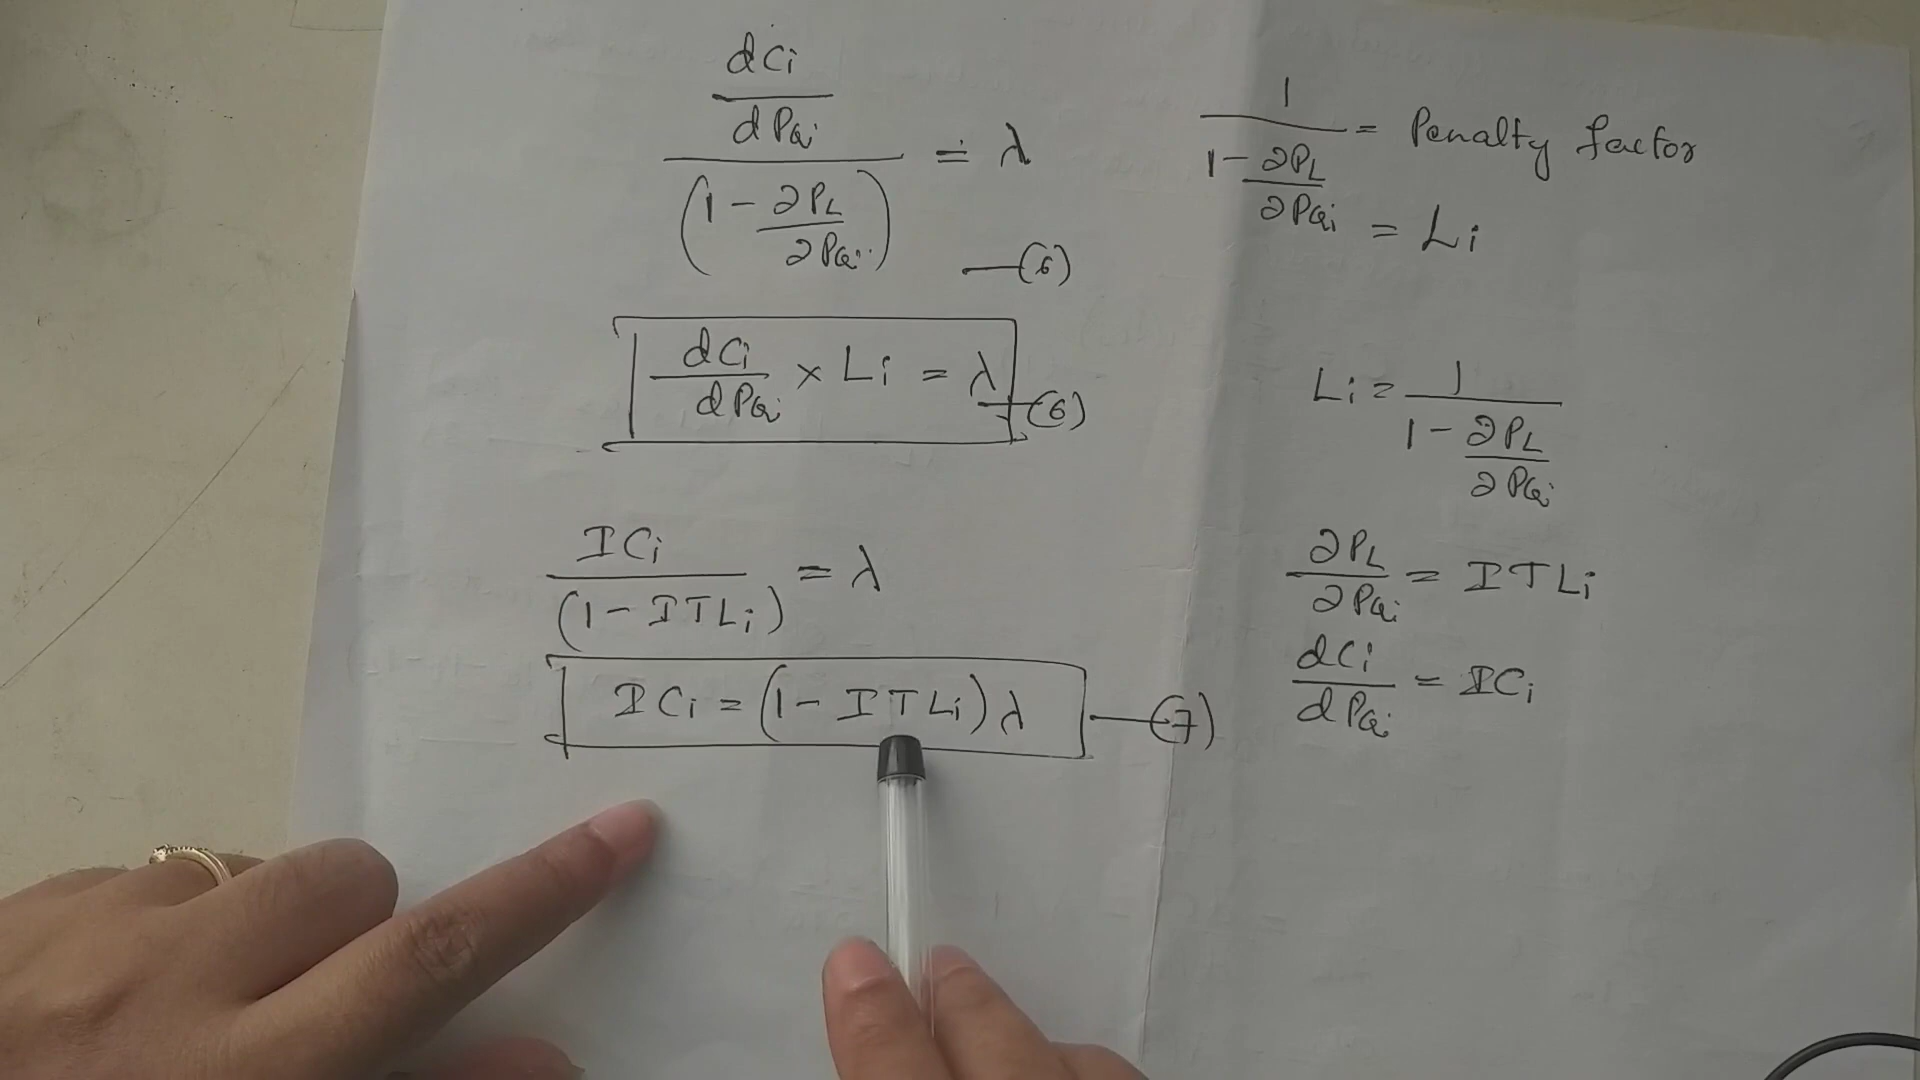 dCi
dPGi
(1 - ∂PL
∂PGi) = λ —(6)
dCi
dPGi × Li = λ —(6)
ICi
(1 - ITLi) = λ
ICi = (1 - ITLi) λ —(7)
1
1 - ∂PL
∂PGi = Penalty factor
= Li
Li = 1
1 - ∂PL
∂PGi
∂PL
∂PGi = ITLi
dCi
dPGi = ICi